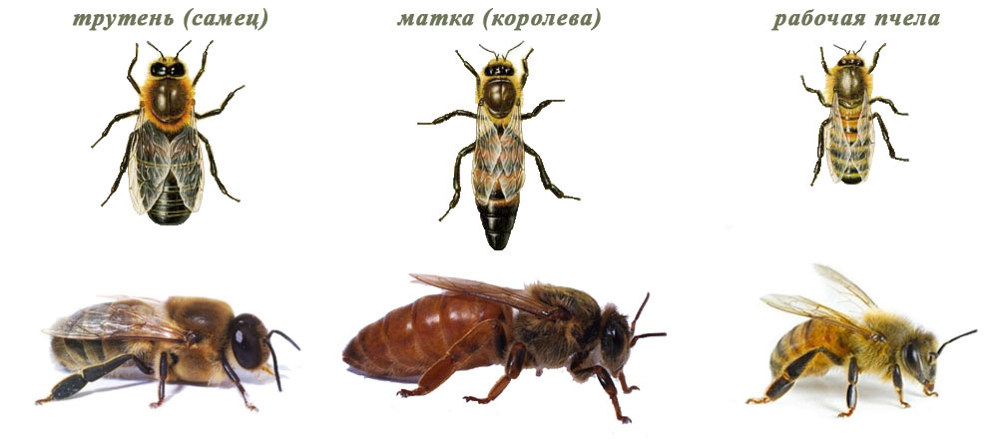 трутень (самец)
матка (королева)
рабочая пчела